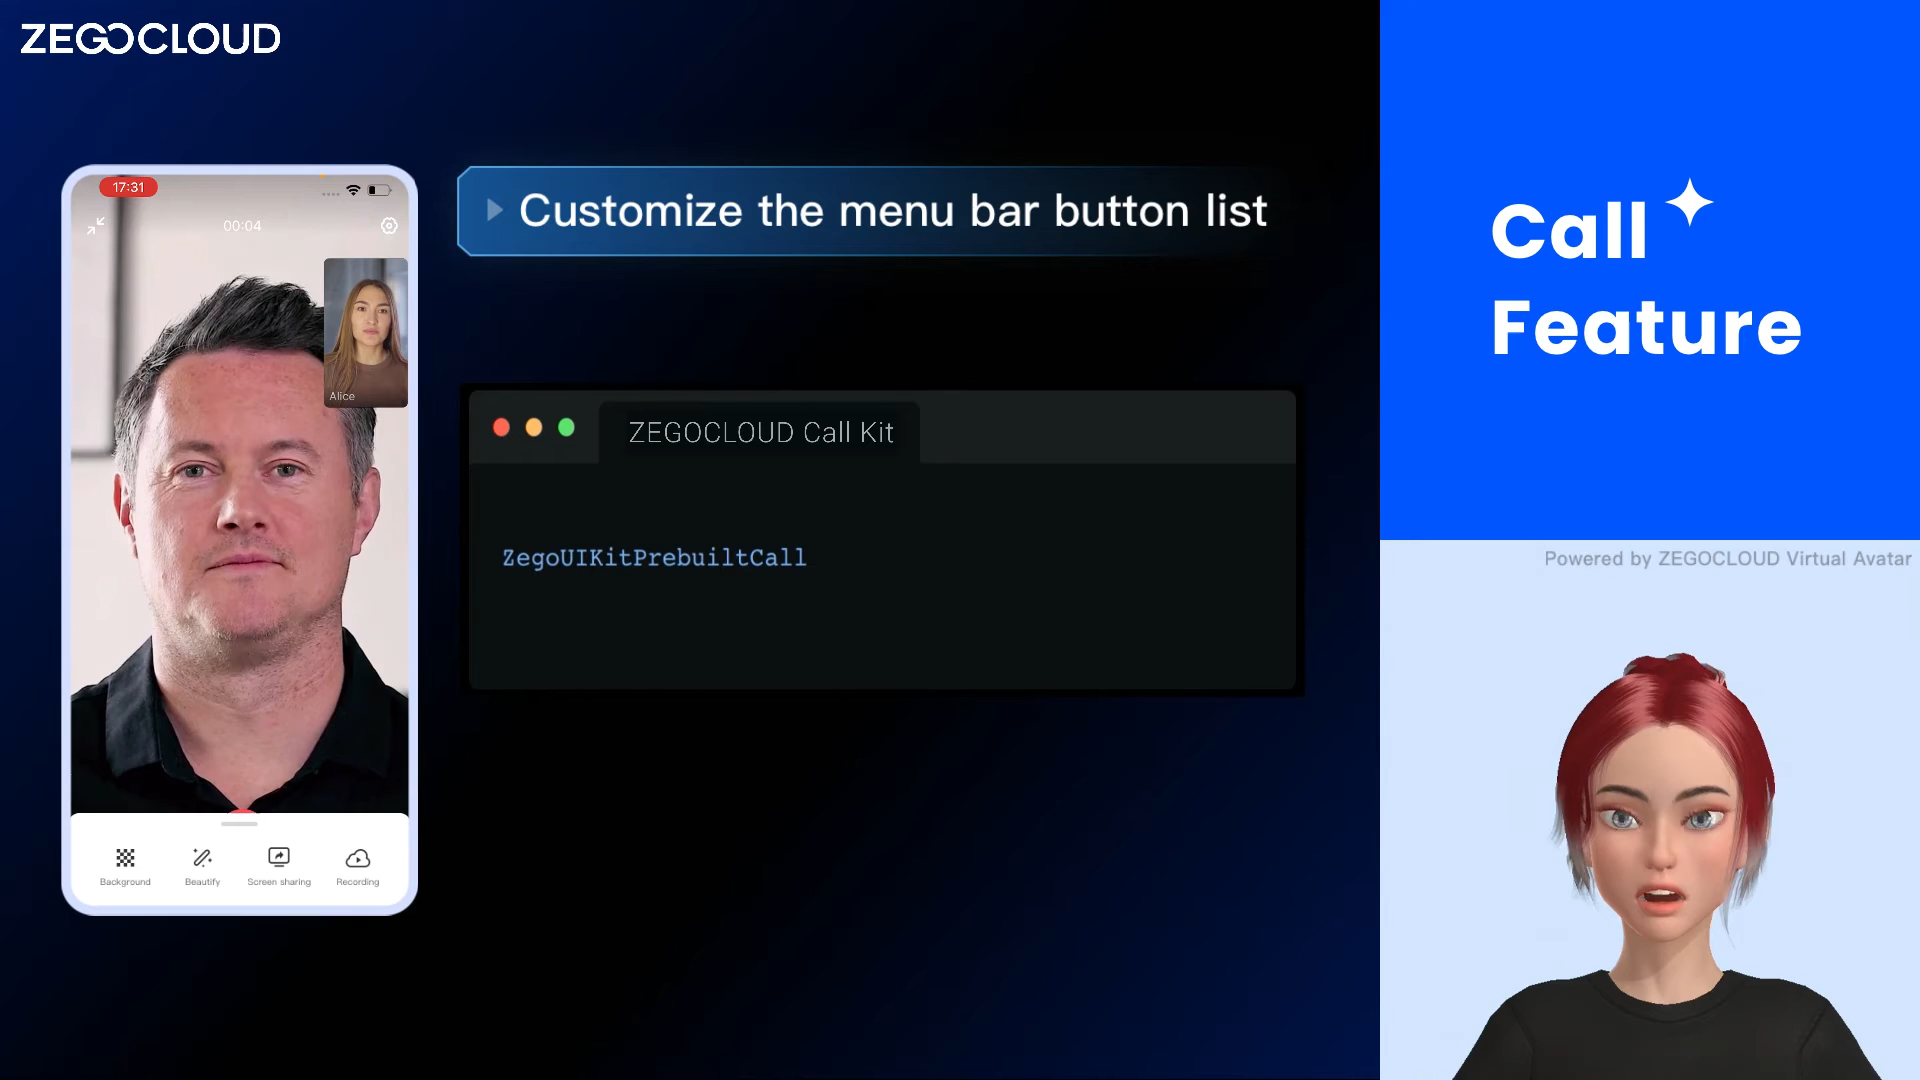 ZEGOCLOUD
17:31
00:04
Alice
Background
Beautify
Screen sharing
Recording
Customize the menu bar button list
ZEGOCLOUD Call Kit
ZegoUIKitPrebuiltCall
Call
Feature
Powered by ZEGOCLOUD Virtual Avatar